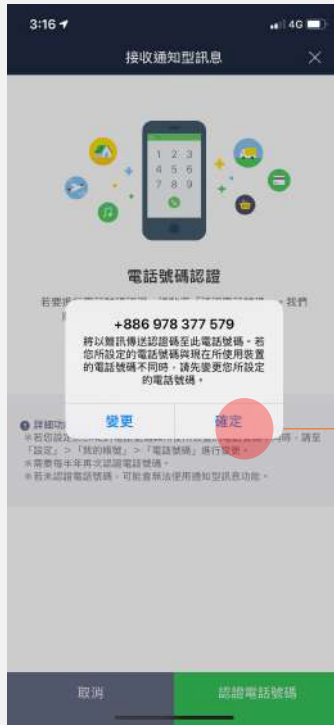 3:16
4G
接收通知型訊息
1 2 3
4 5 6
7 8 9
電話號碼認證
+886 978 377 579
將以簡訊傳送認證碼至此電話號碼。若
您所設定的電話號碼與現在所使用裝置
的電話號碼不同時，請先變更您所設定
的電話號碼。
變更
確定
「設定」>「我的帳號」>「電話號碼」進行變更。
※需要每半年再次認證電話號碼。
※若未認證電話號碼，可能會無法使用通知型訊息功能。
取消
認證電話號碼